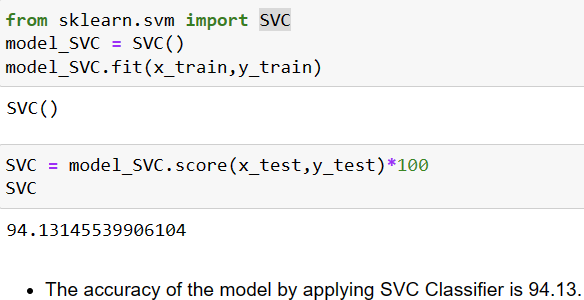 from sklearn.svm import SVC
model_SVC = SVC()
model_SVC.fit(x_train,y_train)
SVC()
SVC = model_SVC.score(x_test,y_test)*100
SVC
94.13145539906104
• The accuracy of the model by applying SVC Classifier is 94.13.